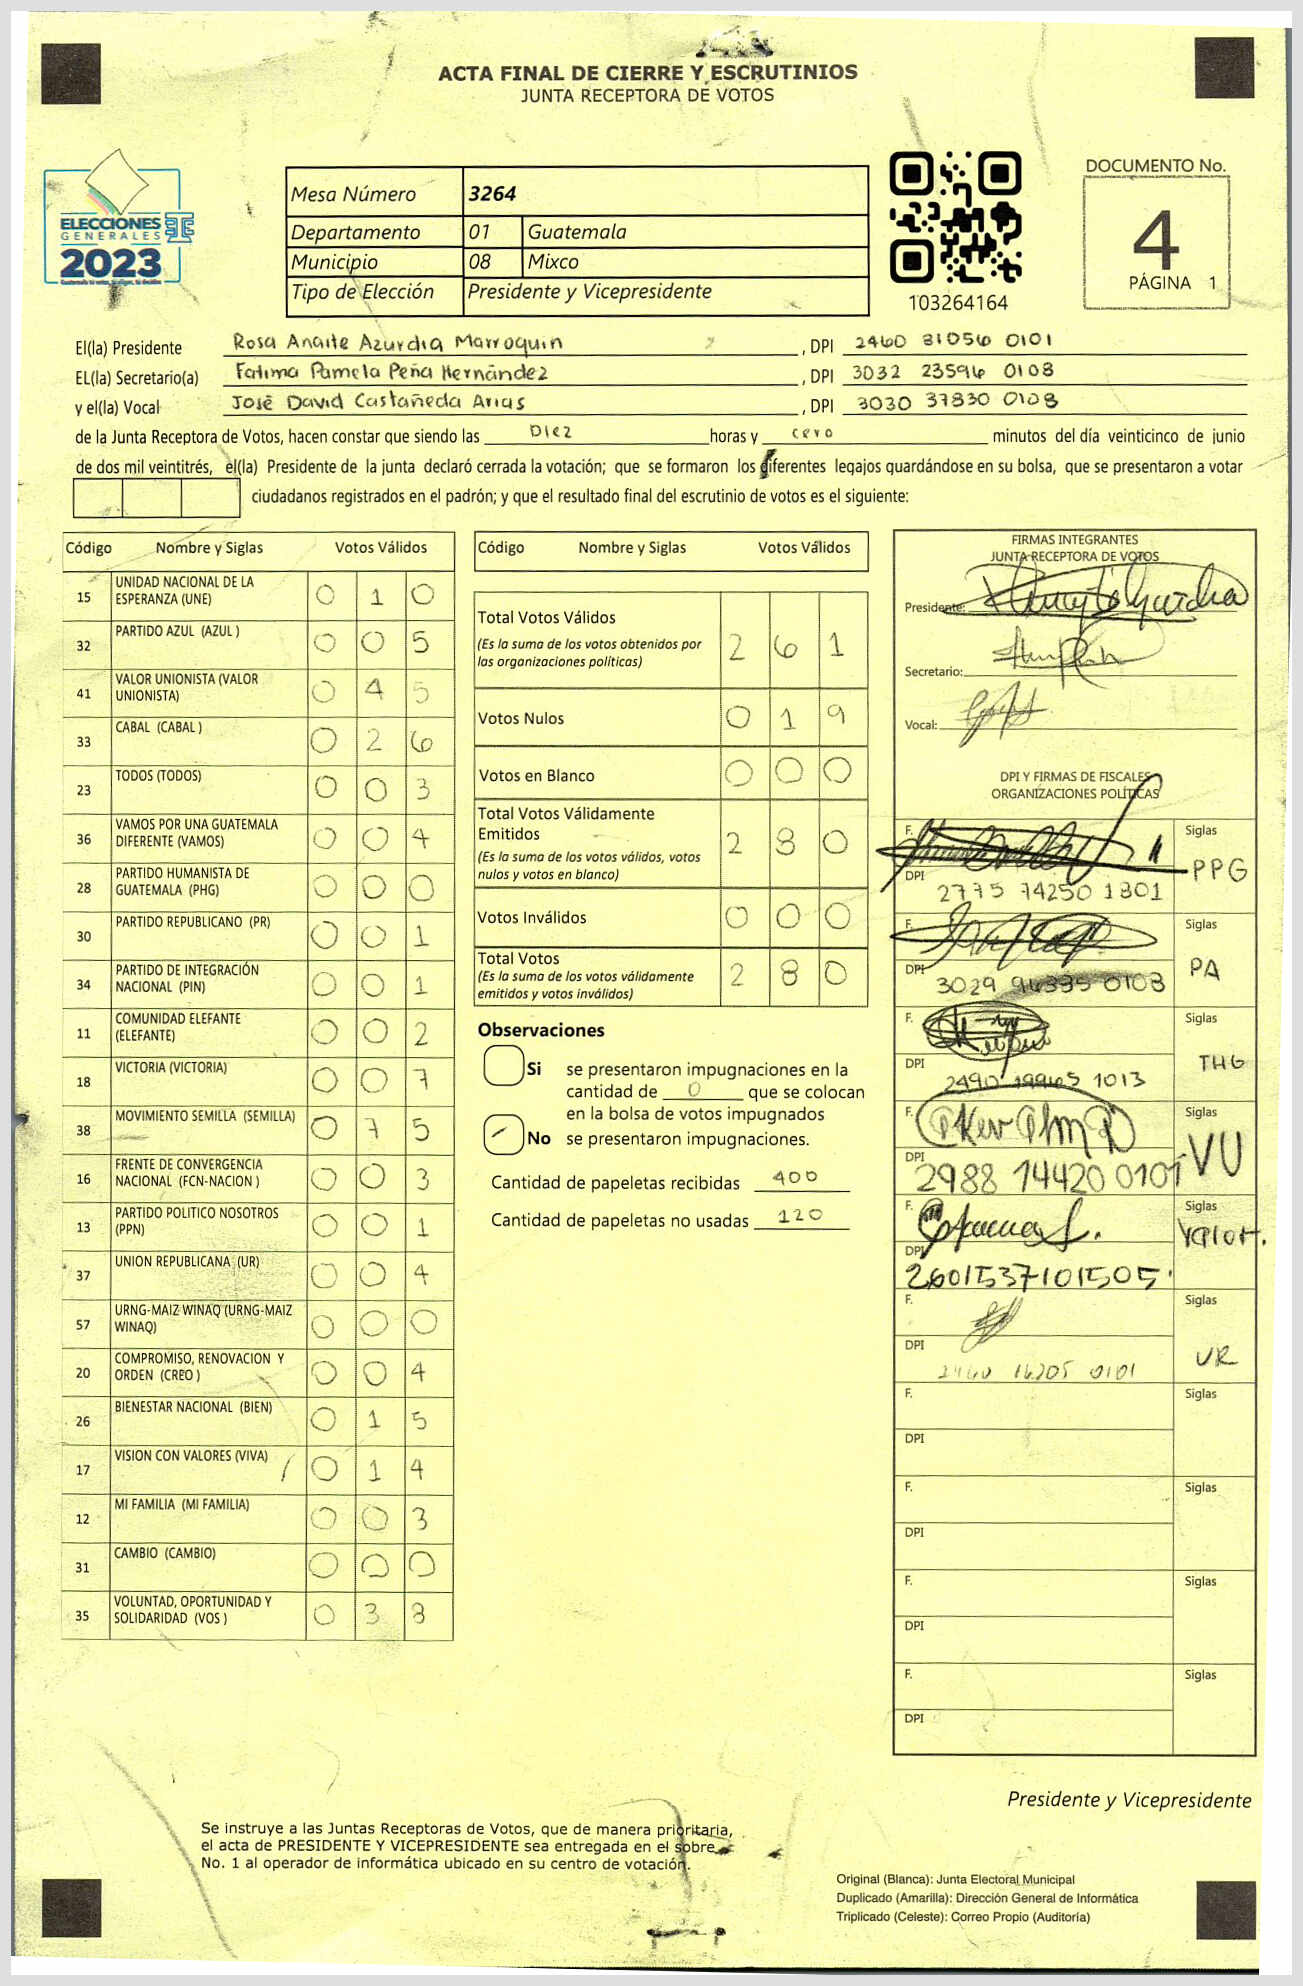 ACTA FINAL DE CIERRE Y ESCRUTINIOS
JUNTA RECEPTORA DE VOTOS
ELECCIONES
GENERALES
2023
Mesa Número 3264
Departamento 01 Guatemala
Municipio 08 Mixco
Tipo de Elección Presidente y Vicepresidente
103264164
DOCUMENTO No.
4
PÁGINA 1
El(la) Presidente Rosa Anaite Azurdia Marroquin , DPI 2460 81056 0101
EL(la) Secretario(a) Fatima Pamela Peña Hernández , DPI 3032 23596 0108
y el(la) Vocal José David Castañeda Arias , DPI 3030 37830 0108
de la Junta Receptora de Votos, hacen constar que siendo las Diez horas y cero minutos del día veinticinco de junio
de dos mil veintitrés, el(la) Presidente de la junta declaró cerrada la votación; que se formaron los diferentes legajos guardándose en su bolsa, que se presentaron a votar
ciudadanos registrados en el padrón; y que el resultado final del escrutinio de votos es el siguiente:
Código Nombre y Siglas Votos Válidos
15 UNIDAD NACIONAL DE LA
ESPERANZA (UNE) 0 1 0
32 PARTIDO AZUL (AZUL ) 0 0 5
41 VALOR UNIONISTA (VALOR
UNIONISTA) 0 4 5
33 CABAL (CABAL ) 0 2 6
23 TODOS (TODOS) 0 0 3
36 VAMOS POR UNA GUATEMALA
DIFERENTE (VAMOS) 0 0 4
28 PARTIDO HUMANISTA DE
GUATEMALA (PHG) 0 0 0
30 PARTIDO REPUBLICANO (PR) 0 0 1
34 PARTIDO DE INTEGRACIÓN
NACIONAL (PIN) 0 0 1
11 COMUNIDAD ELEFANTE
(ELEFANTE) 0 0 2
18 VICTORIA (VICTORIA) 0 0 7
38 MOVIMIENTO SEMILLA (SEMILLA) 0 7 5
16 FRENTE DE CONVERGENCIA
NACIONAL (FCN-NACION ) 0 0 3
13 PARTIDO POLITICO NOSOTROS
(PPN) 0 0 1
37 UNION REPUBLICANA (UR) 0 0 4
57 URNG-MAIZ WINAQ (URNG-MAIZ
WINAQ) 0 0 0
20 COMPROMISO, RENOVACION Y
ORDEN (CREO ) 0 0 4
26 BIENESTAR NACIONAL (BIEN) 0 1 5
17 VISION CON VALORES (VIVA) 0 1 4
12 MI FAMILIA (MI FAMILIA) 0 0 3
31 CAMBIO (CAMBIO) 0 0 0
35 VOLUNTAD, OPORTUNIDAD Y
SOLIDARIDAD (VOS ) 0 3 8
Código Nombre y Siglas Votos Válidos
Total Votos Válidos
(Es la suma de los votos obtenidos por
las organizaciones políticas) 2 6 1
Votos Nulos 0 1 9
Votos en Blanco 0 0 0
Total Votos Válidamente
Emitidos
(Es la suma de los votos válidos, votos
nulos y votos en blanco) 2 8 0
Votos Inválidos 0 0 0
Total Votos
(Es la suma de los votos válidamente
emitidos y votos inválidos) 2 8 0
Observaciones
Si se presentaron impugnaciones en la
cantidad de 0 que se colocan
en la bolsa de votos impugnados
No se presentaron impugnaciones.
Cantidad de papeletas recibidas 400
Cantidad de papeletas no usadas 120
FIRMAS INTEGRANTES
JUNTA RECEPTORA DE VOTOS
Presidente:
Secretario:
Vocal:
DPI Y FIRMAS DE FISCALES
ORGANIZACIONES POLÍTICAS
F. Siglas
DPI 2775 74250 1801 PPG
F. Siglas
DPI 3029 0108 PA
F. Siglas
DPI 2490 19965 1013 THG
F. Siglas
DPI 2988 14420 0101 VU
F. Siglas
DPI 2601537101505 Valor.
F. Siglas
DPI 2460 16205 0101 UR
F. Siglas
DPI
F. Siglas
DPI
F. Siglas
DPI
F. Siglas
DPI
Presidente y Vicepresidente
Se instruye a las Juntas Receptoras de Votos, que de manera prioritaria,
el acta de PRESIDENTE Y VICEPRESIDENTE sea entregada en el sobre
No. 1 al operador de informática ubicado en su centro de votación.
Original (Blanca): Junta Electoral Municipal
Duplicado (Amarilla): Dirección General de Informática
Triplicado (Celeste): Correo Propio (Auditoría)